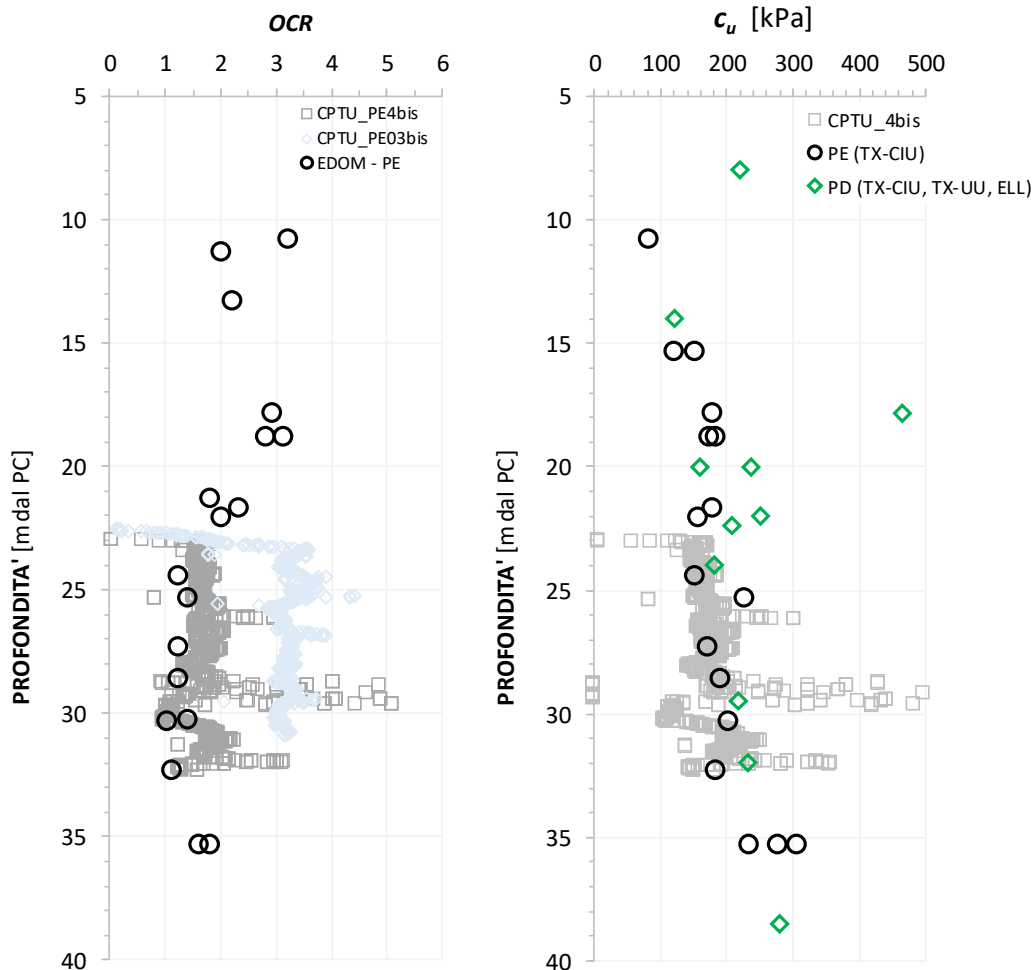 OCR
0 1 2 3 4 5 6
CPTU_PE4bis
CPTU_PE03bis
EDOM - PE
5
10
15
20
25
30
35
40
PROFONDITA' [m dal PC]
c_u [kPa]
0 100 200 300 400 500
CPTU_4bis
PE (TX-CIU)
PD (TX-CIU, TX-UU, ELL)
5
10
15
20
25
30
35
40
PROFONDITA' [m dal PC]